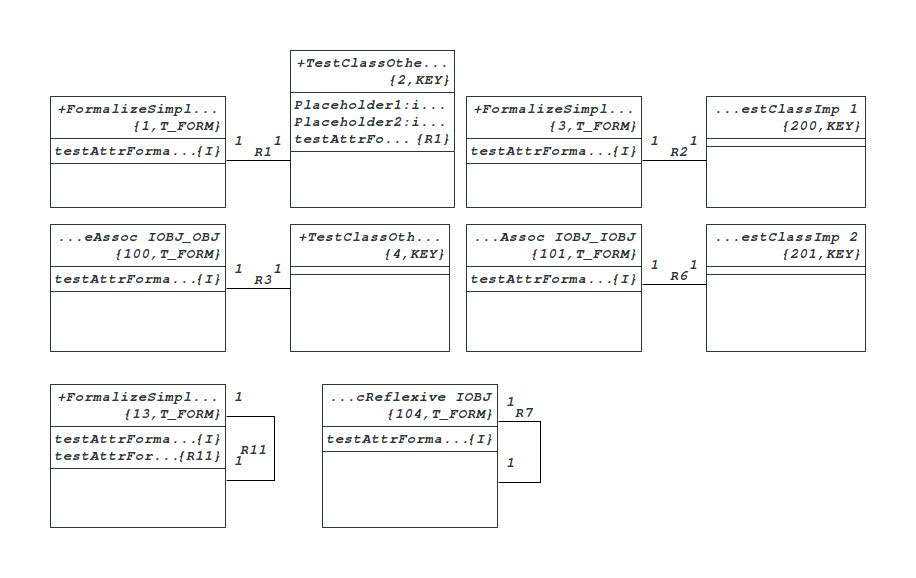 +FormalizeSimpl...
{1,T_FORM}
testAttrForma...{I}
1
1
R1
+TestClassOthe...
{2,KEY}
Placeholder1:i...
Placeholder2:i...
testAttrFo... {R1}
+FormalizeSimpl...
{3,T_FORM}
testAttrForma...{I}
1
1
R2
...estClassImp 1
{200,KEY}
...eAssoc IOBJ_OBJ
{100,T_FORM}
testAttrForma...{I}
1
1
R3
+TestClassOth...
{4,KEY}
...Assoc IOBJ_IOBJ
{101,T_FORM}
testAttrForma...{I}
1
1
R6
...estClassImp 2
{201,KEY}
+FormalizeSimpl...
{13,T_FORM}
testAttrForma...{I}
testAttrFor...{R11}
1
R11
1
...cReflexive IOBJ
{104,T_FORM}
testAttrForma...{I}
1
R7
1